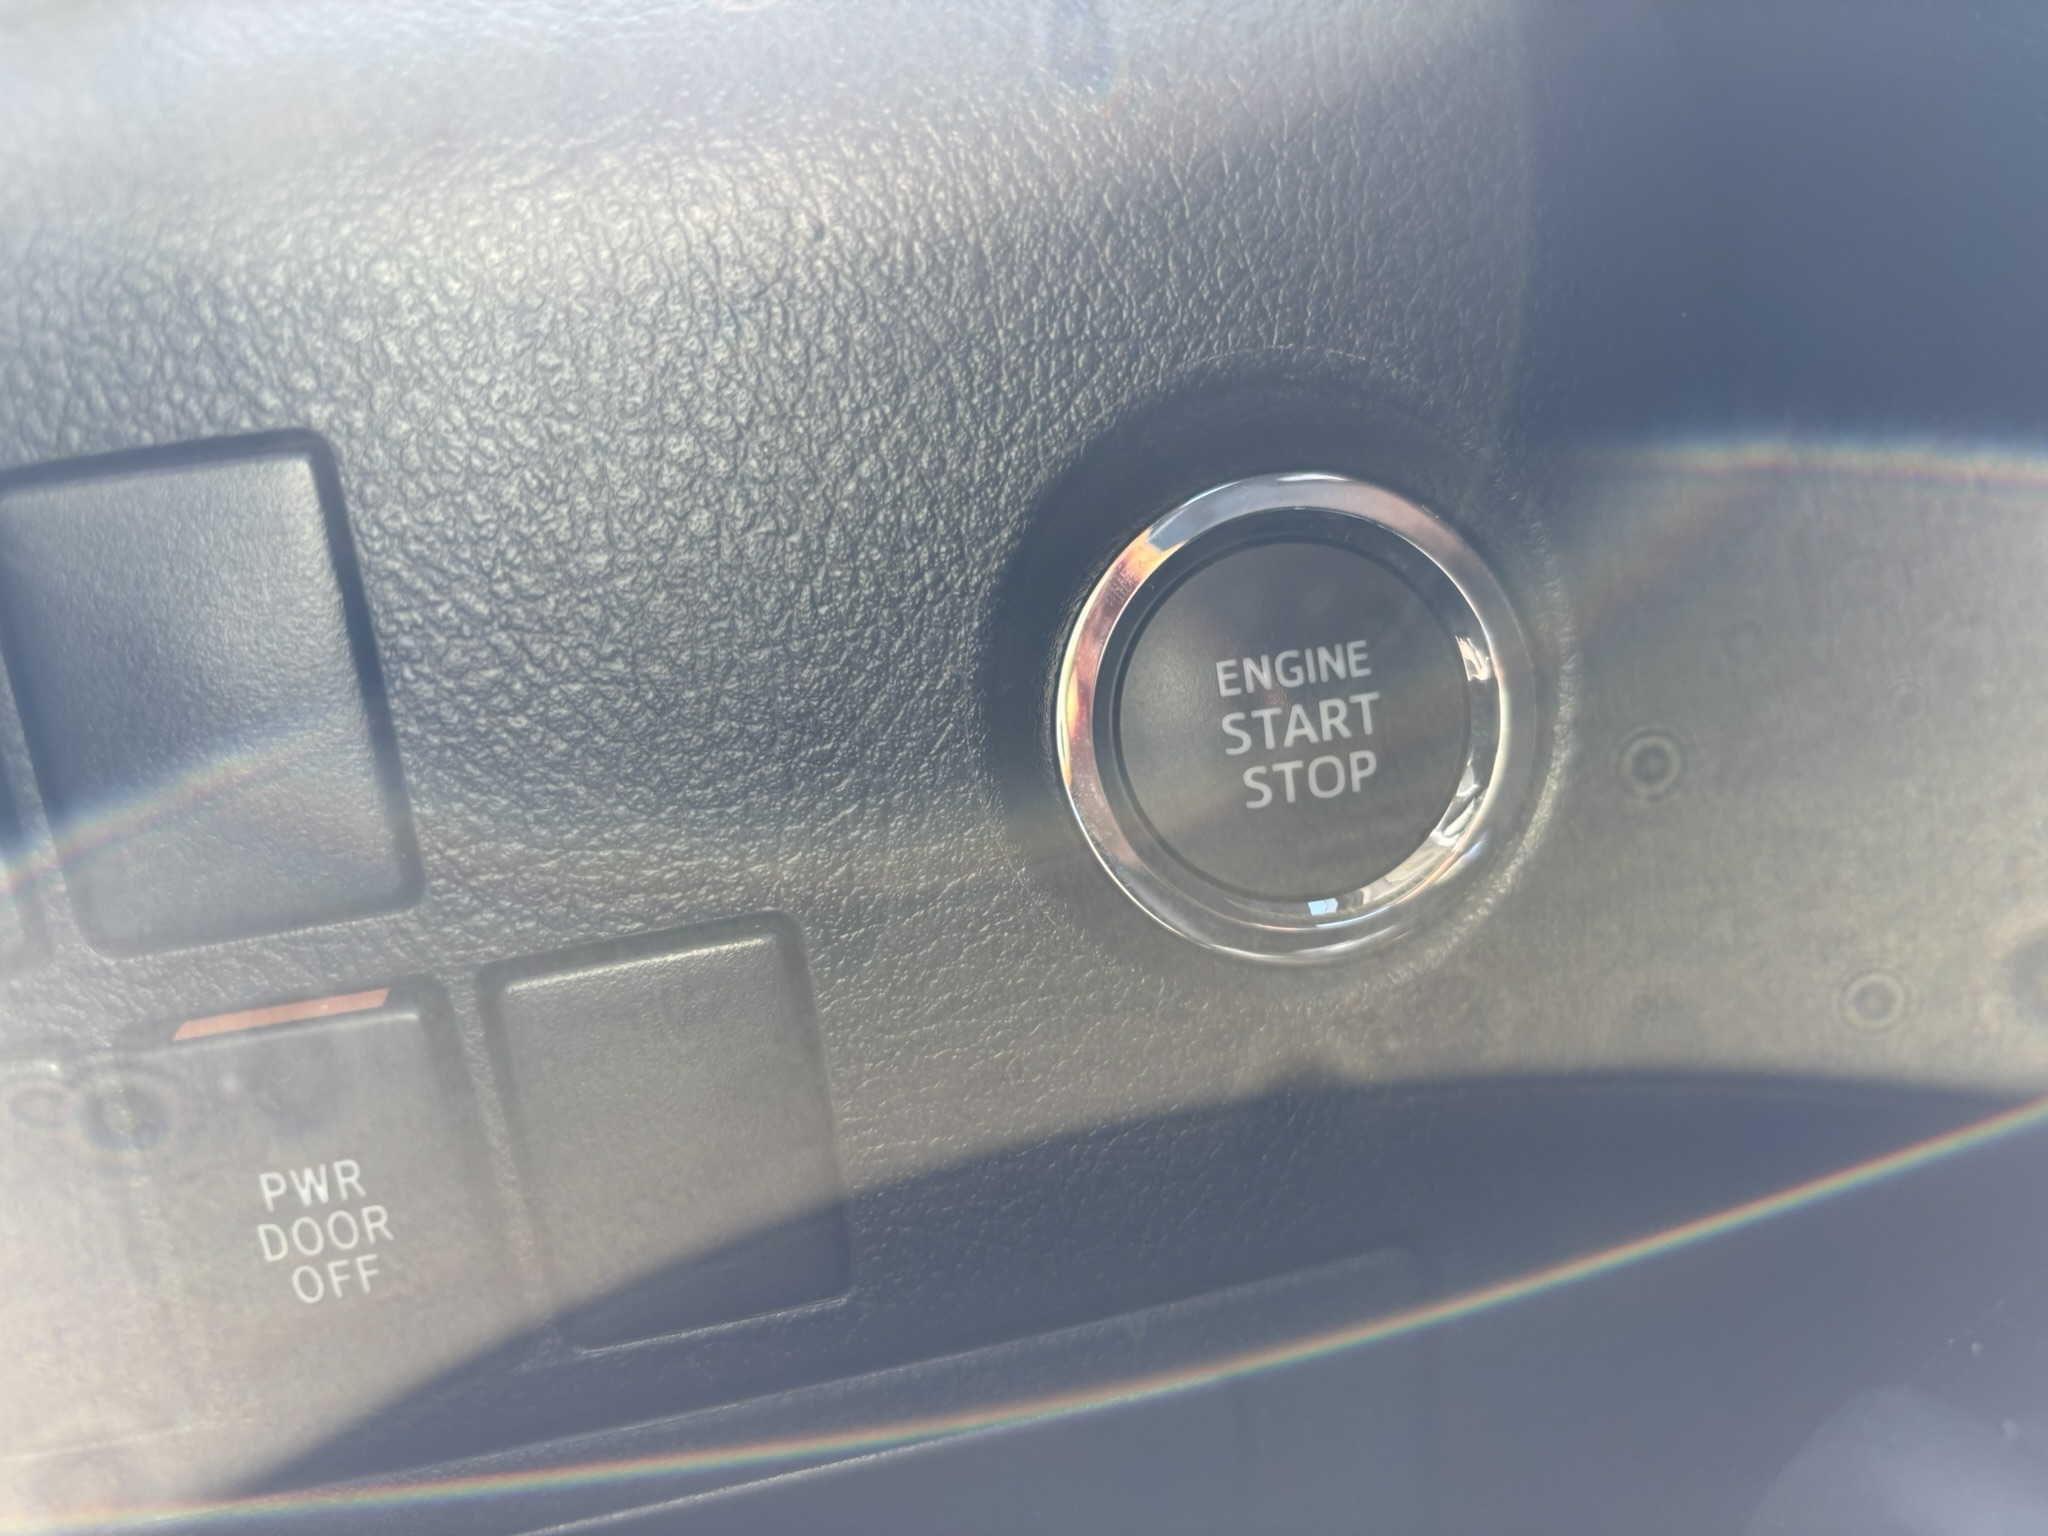 ENGINE
START
STOP
PWR
DOOR
OFF